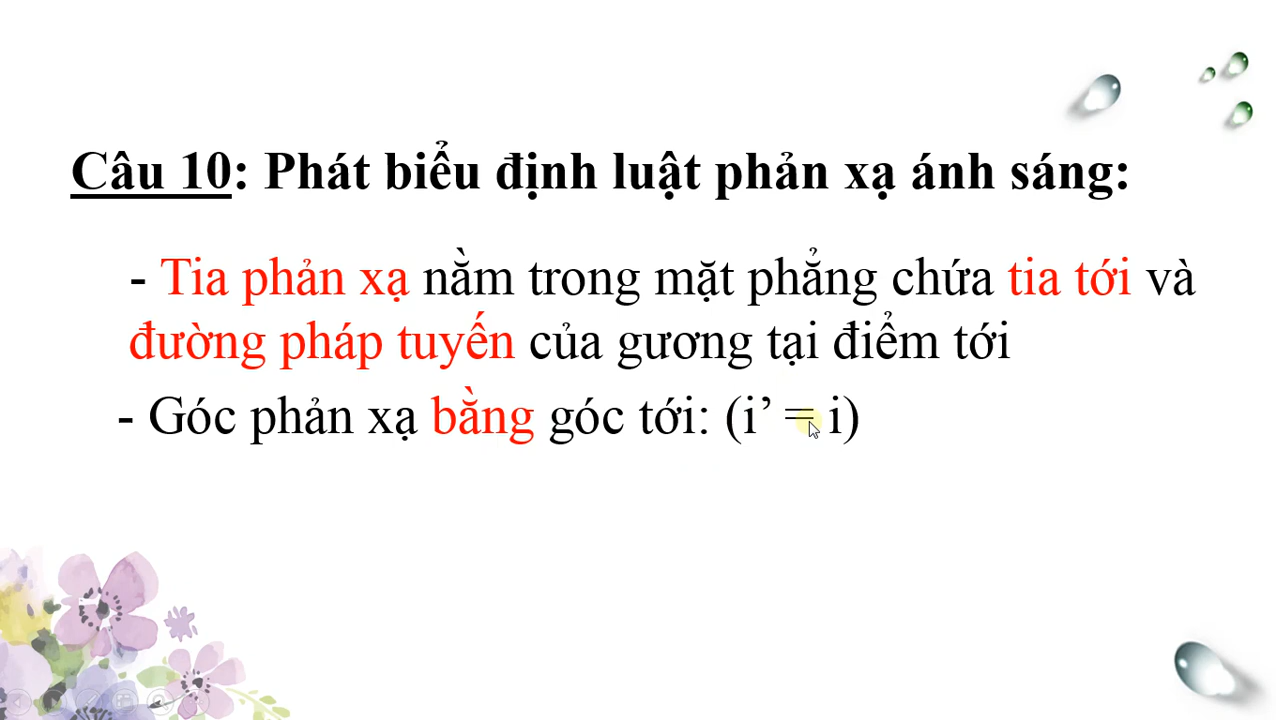 Câu 10: Phát biểu định luật phản xạ ánh sáng:
- Tia phản xạ nằm trong mặt phẳng chứa tia tới và
đường pháp tuyến của gương tại điểm tới
- Góc phản xạ bằng góc tới: (i’ = i)